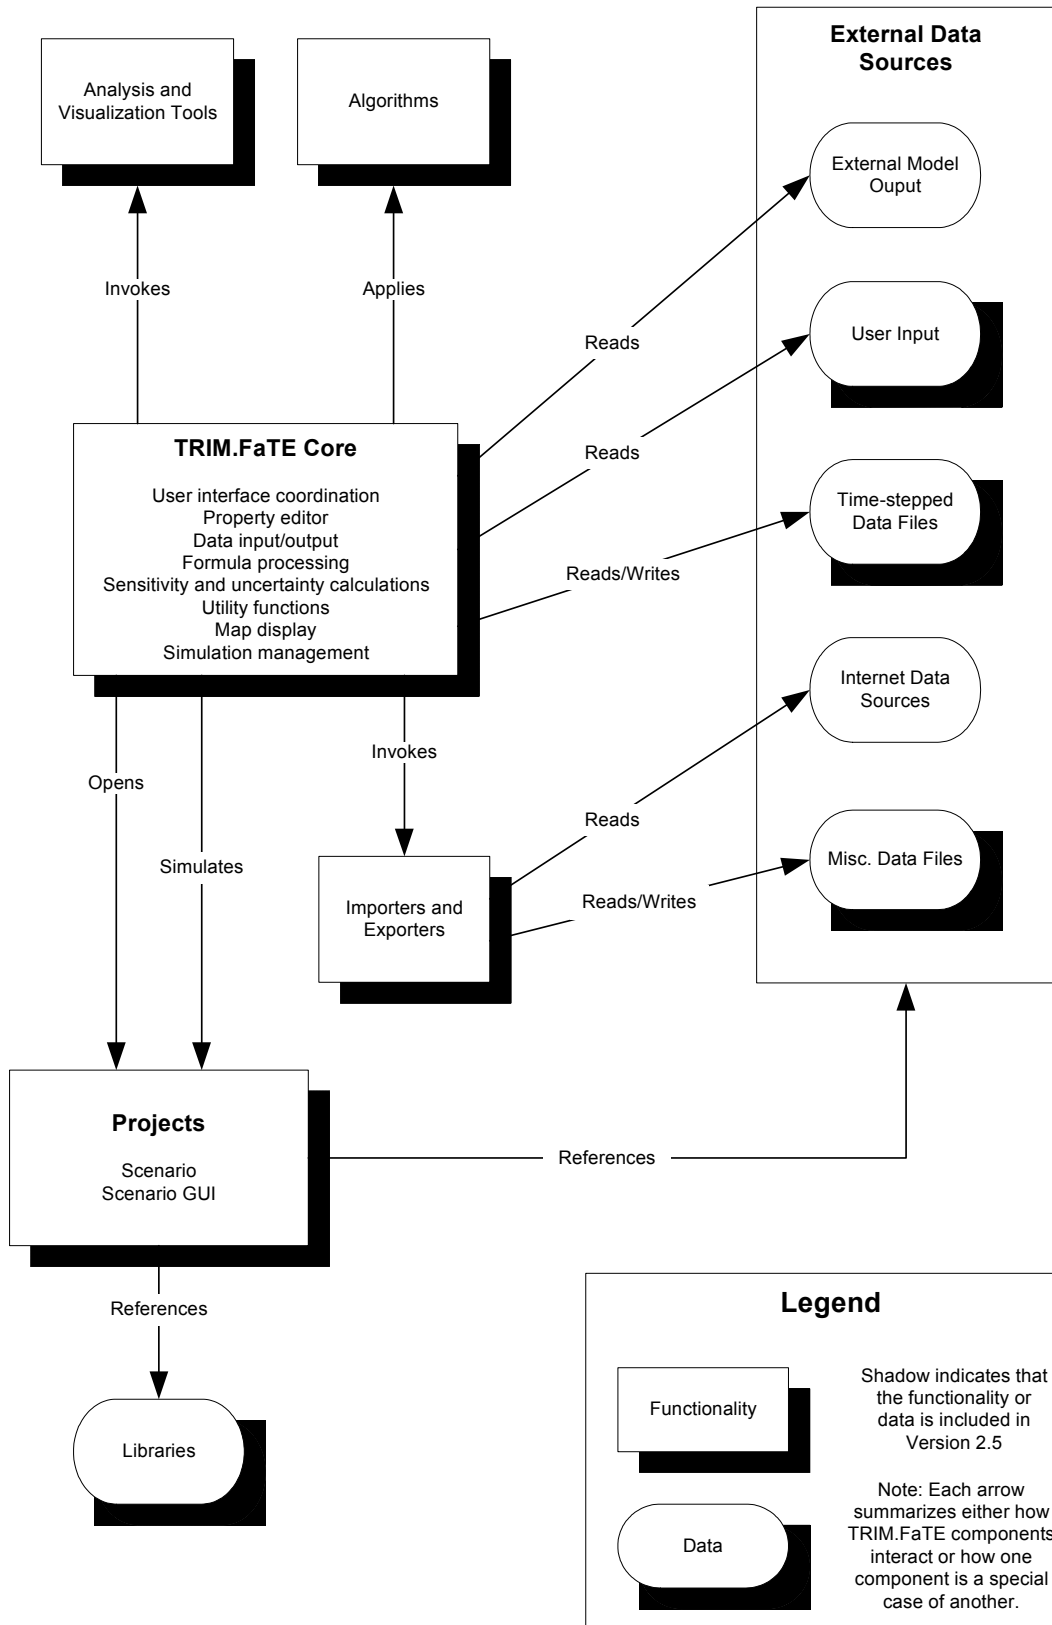 Analysis and
Visualization Tools
Algorithms
External Data
Sources
External Model
Ouput
Invokes
Applies
User Input
Reads
TRIM.FaTE Core
User interface coordination
Property editor
Data input/output
Formula processing
Sensitivity and uncertainty calculations
Utility functions
Map display
Simulation management
Reads
Time-stepped
Data Files
Reads/Writes
Internet Data
Sources
Invokes
Opens
Reads
Simulates
Misc. Data Files
Importers and
Exporters
Reads/Writes
Projects
Scenario
Scenario GUI
References
References
Libraries
Legend
Functionality
Shadow indicates that
the functionality or
data is included in
Version 2.5
Data
Note: Each arrow
summarizes either how
TRIM.FaTE components
interact or how one
component is a special
case of another.